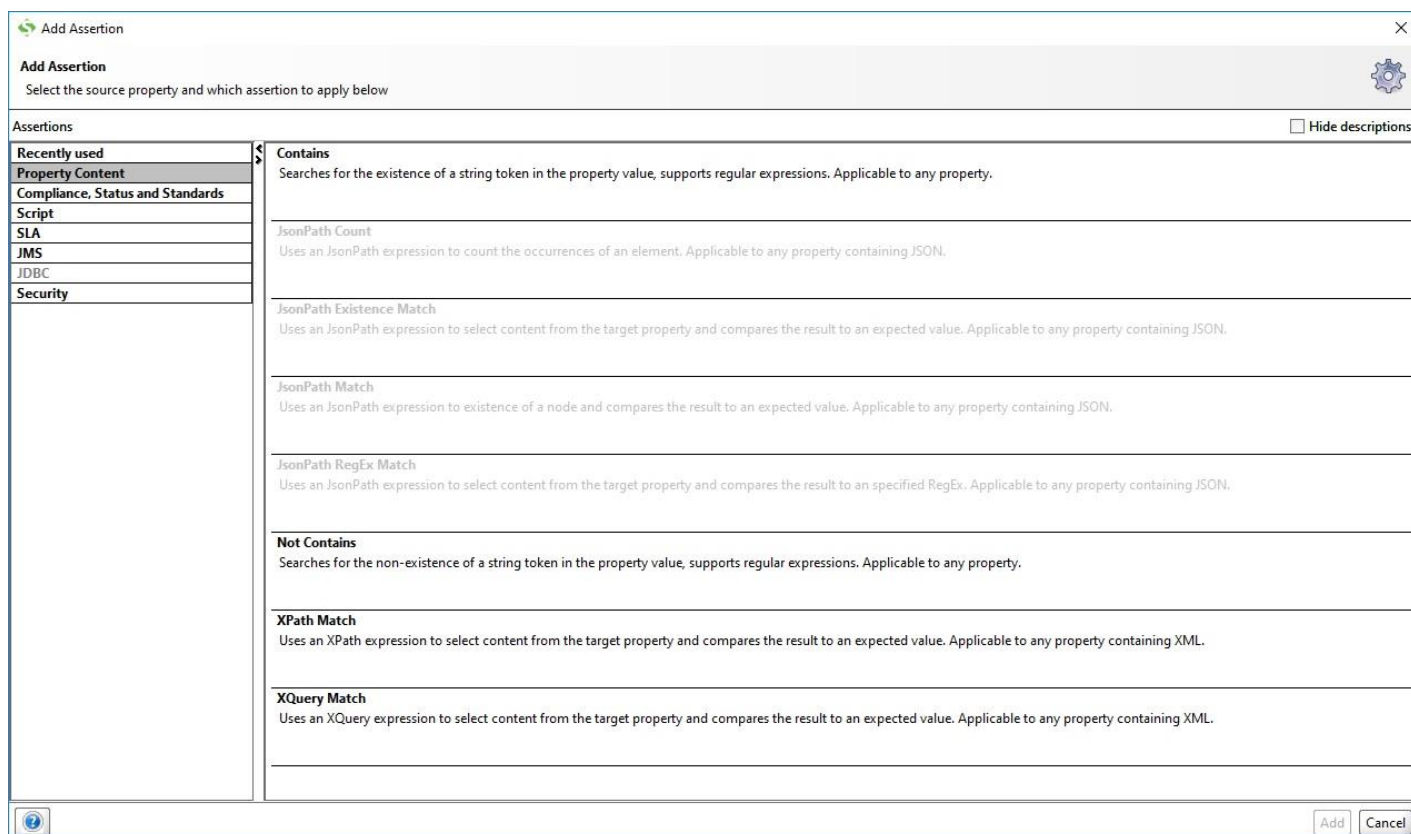 Add Assertion
Add Assertion
Select the source property and which assertion to apply below
Assertions
Hide descriptions
Recently used
Property Content
Compliance, Status and Standards
Script
SLA
JMS
JDBC
Security
Contains
Searches for the existence of a string token in the property value, supports regular expressions. Applicable to any property.
JsonPath Count
Uses an JsonPath expression to count the occurrences of an element. Applicable to any property containing JSON.
JsonPath Existence Match
Uses an JsonPath expression to select content from the target property and compares the result to an expected value. Applicable to any property containing JSON.
JsonPath Match
Uses an JsonPath expression to existence of a node and compares the result to an expected value. Applicable to any property containing JSON.
JsonPath RegEx Match
Uses an JsonPath expression to select content from the target property and compares the result to an specified RegEx. Applicable to any property containing JSON.
Not Contains
Searches for the non-existence of a string token in the property value, supports regular expressions. Applicable to any property.
XPath Match
Uses an XPath expression to select content from the target property and compares the result to an expected value. Applicable to any property containing XML.
XQuery Match
Uses an XQuery expression to select content from the target property and compares the result to an expected value. Applicable to any property containing XML.
Add Cancel